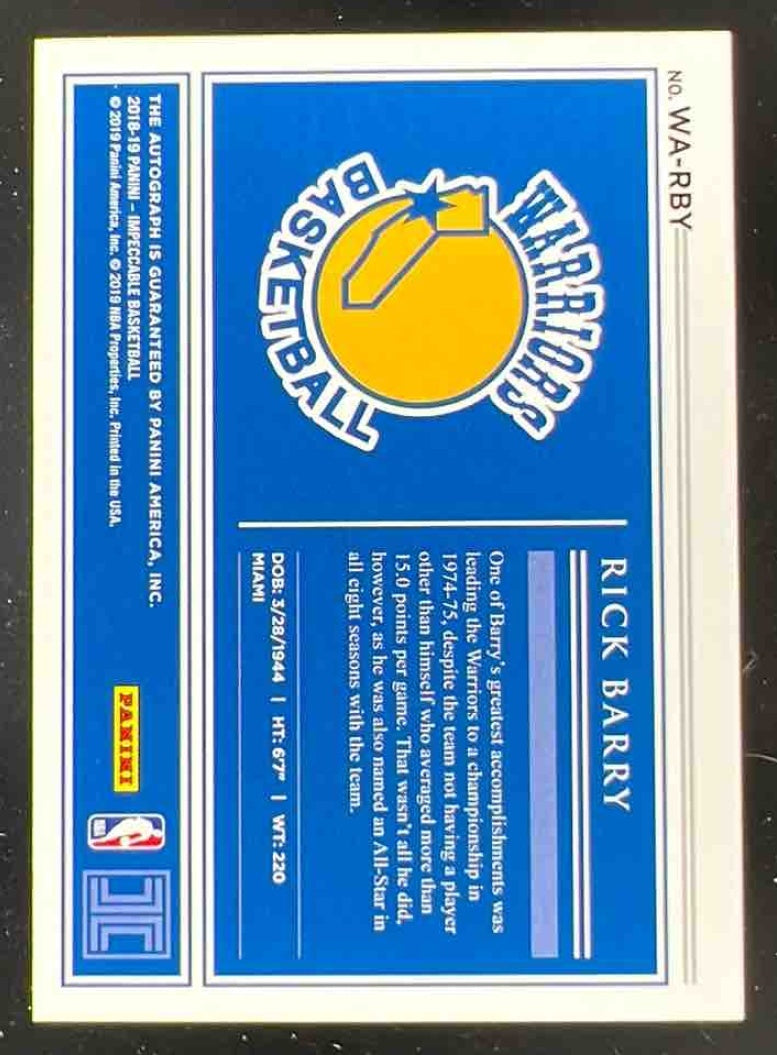 NO. WA-RBY
WARRIORS
BASKETBALL
RICK BARRY
One of Barry's greatest accomplishments was
leading the Warriors to a championship in
1974-75, despite the team not having a player
other than himself who averaged more than
15.0 points per game. That wasn't all he did,
however, as he was also named an All-Star in
all eight seasons with the team.
DOB: 3/28/1944 | HT: 6'7" | WT: 220
MIAMI
THE AUTOGRAPH IS GUARANTEED BY PANINI AMERICA, INC.
2018-19 PANINI - IMPECCABLE BASKETBALL
© 2019 Panini America, Inc. © 2019 NBA Properties, Inc. Printed in the USA.
PANINI
NBA